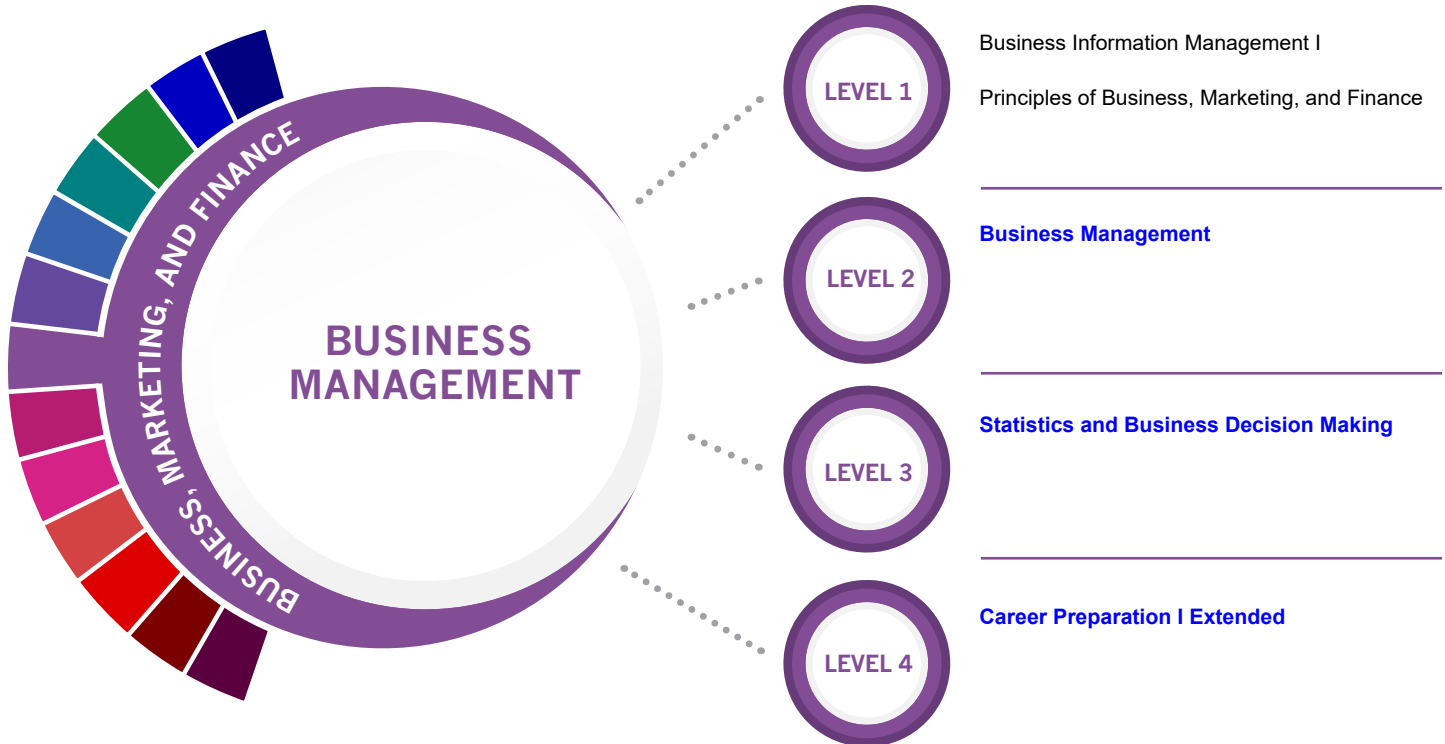 BUSINESS, MARKETING, AND FINANCE
BUSINESS
MANAGEMENT
LEVEL 1
Business Information Management I
Principles of Business, Marketing, and Finance
LEVEL 2
Business Management
LEVEL 3
Statistics and Business Decision Making
LEVEL 4
Career Preparation I Extended